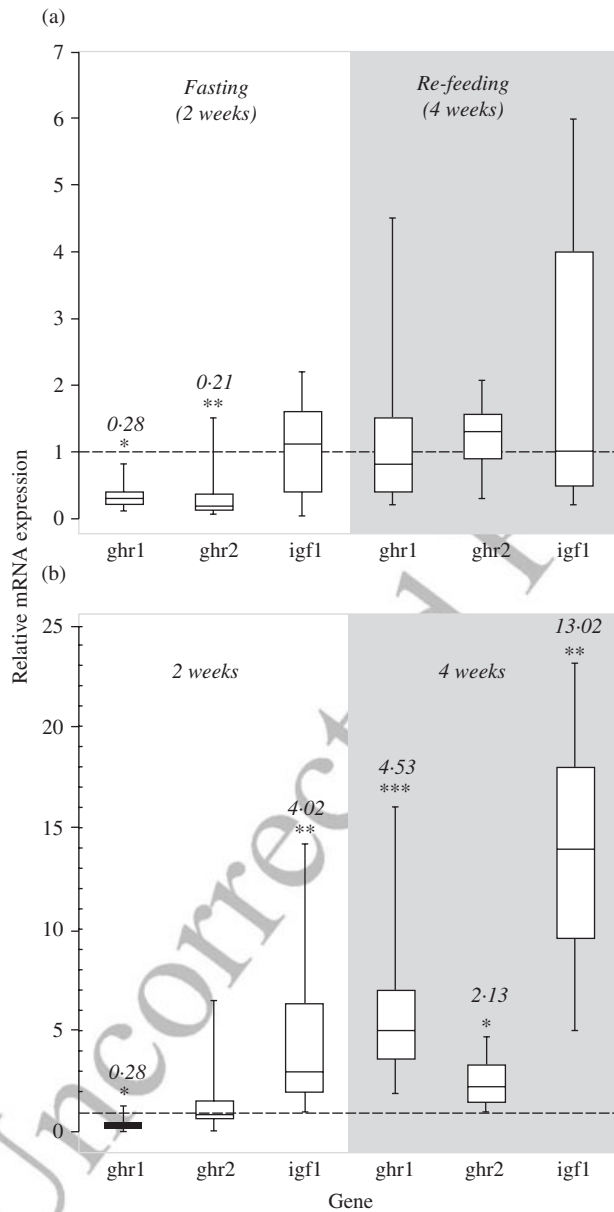 (a)
7
6
5
4
3
2
1
0
Fasting
(2 weeks)
Re-feeding
(4 weeks)
0·28
*
0·21
**
ghr1 ghr2 igf1 ghr1 ghr2 igf1
Relative mRNA expression
(b)
25
20
15
10
5
0
2 weeks
4 weeks
0·28
*
4·02
**
4·53
***
2·13
*
13·02
**
ghr1 ghr2 igf1 ghr1 ghr2 igf1
Gene
Uncorrected